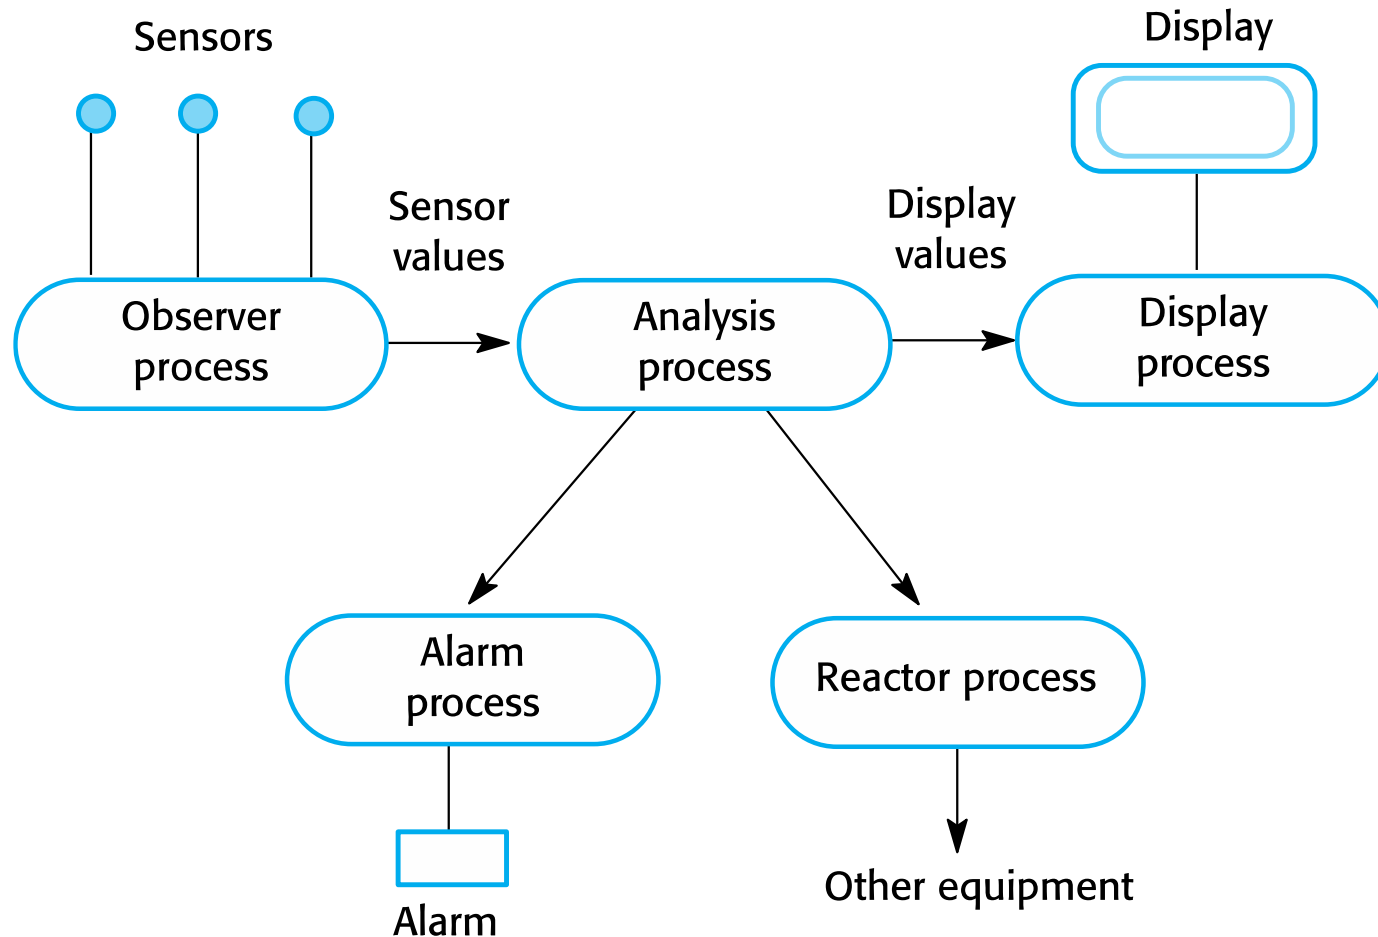 Sensors
Display
Sensor
values
Display
values
Observer
process
Analysis
process
Display
process
Alarm
process
Reactor process
Other equipment
Alarm